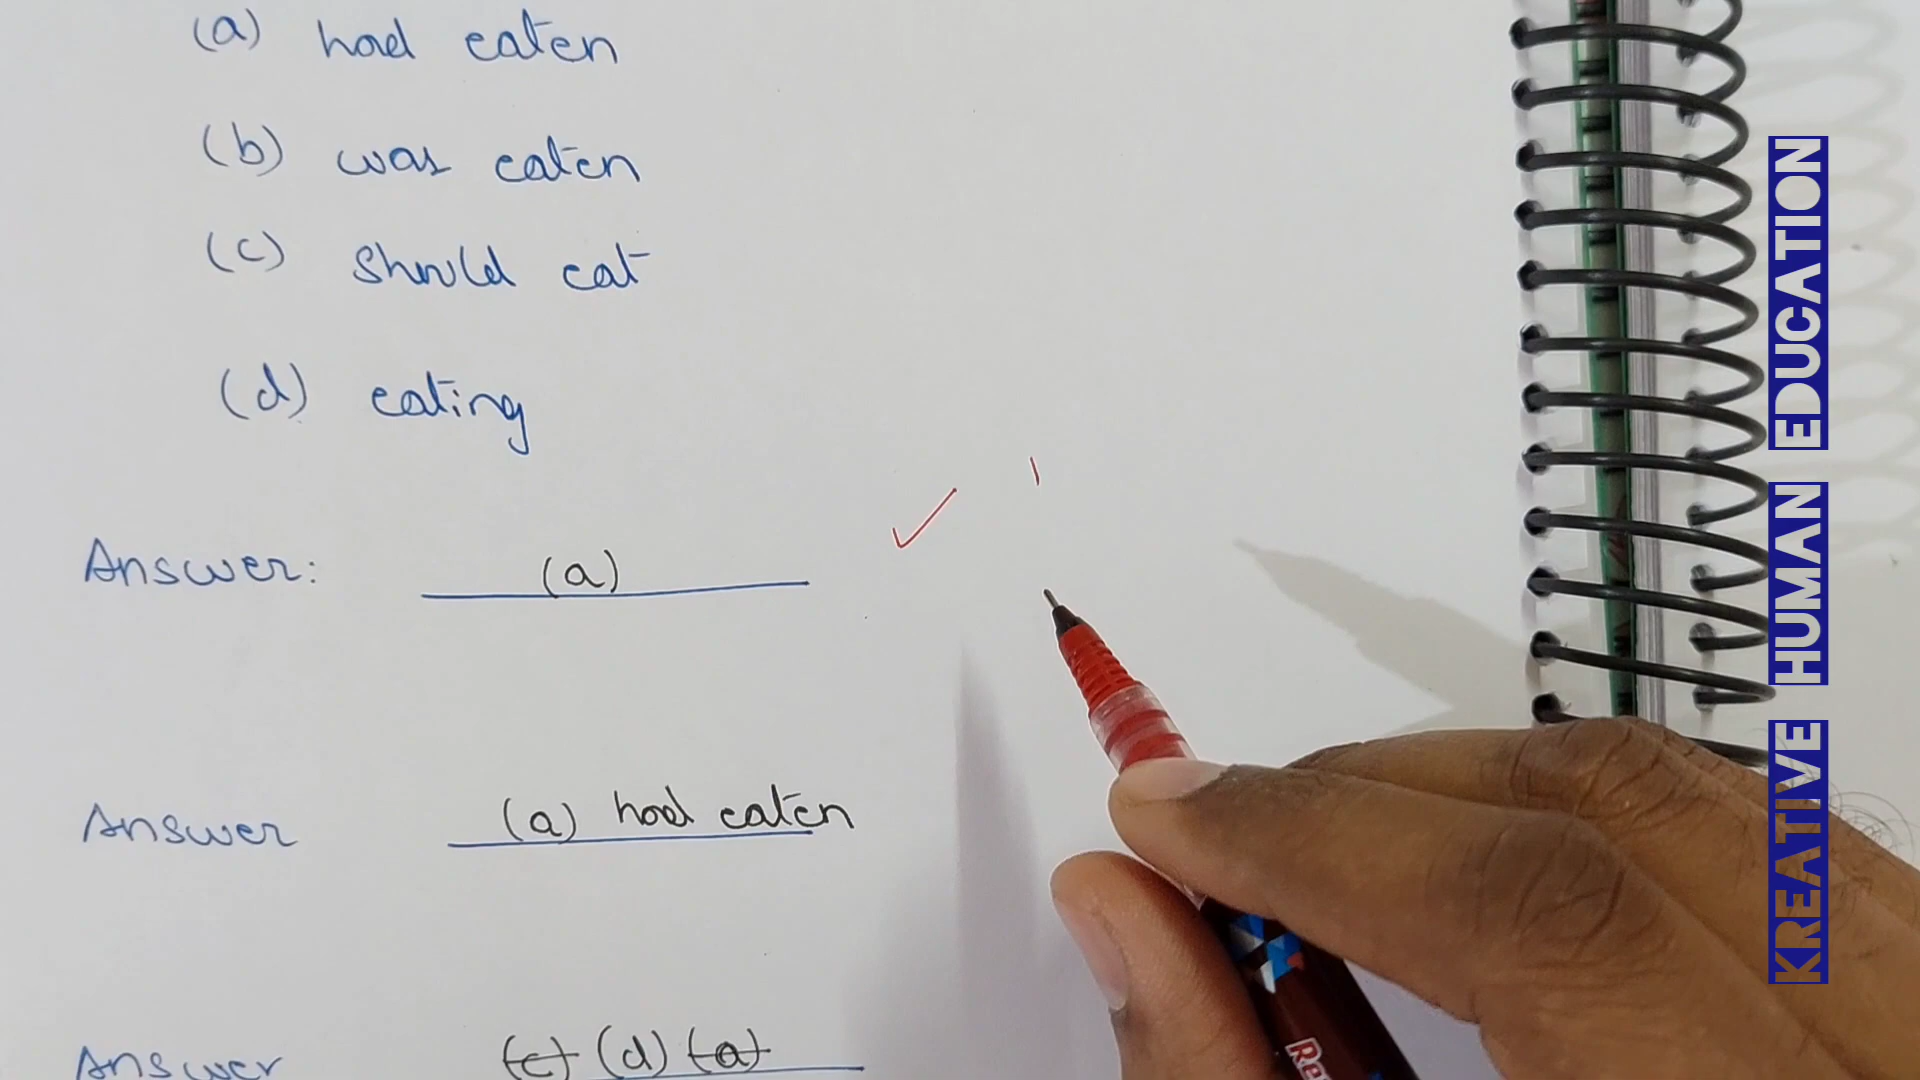 (a) had eaten
(b) was eaten
(c) should eat
(d) eating
Answer: (a)
Answer (a) had eaten
Answer (c) (d) (a)
KREATIVE HUMAN EDUCATION